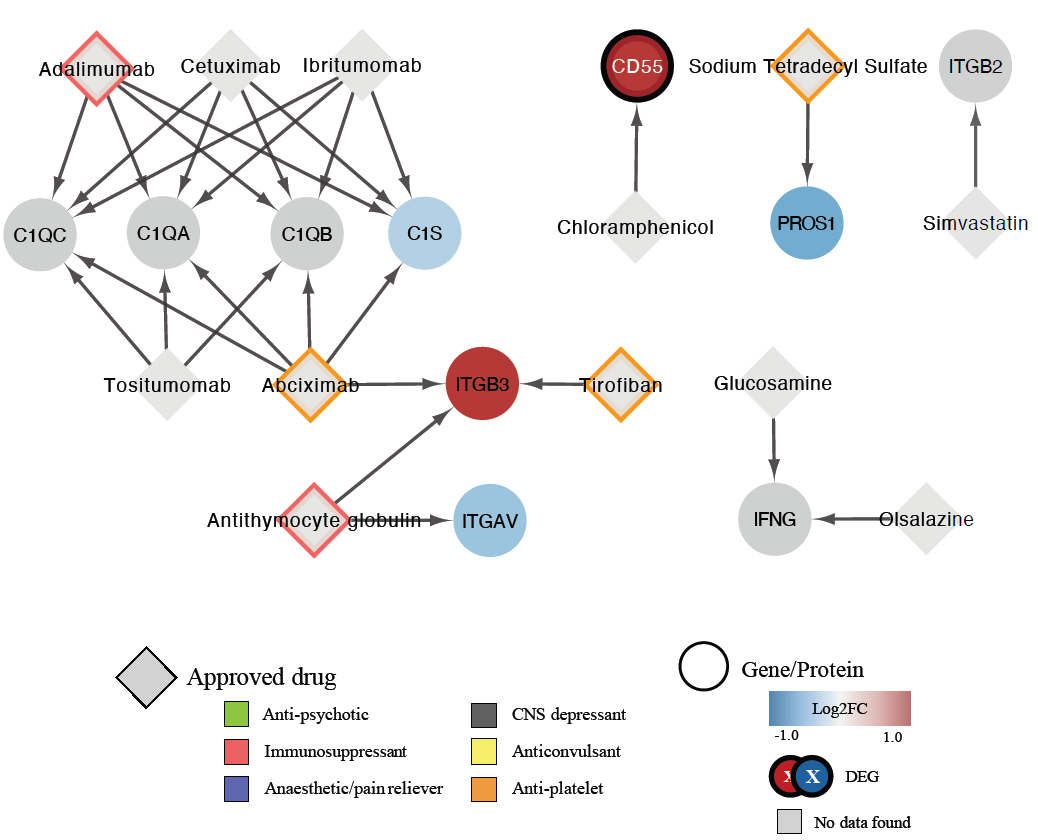 Adalimumab
Cetuximab
Ibritumomab
CD55
Sodium Tetradecyl Sulfate
ITGB2
C1QC
C1QA
C1QB
C1S
Chloramphenicol
PROS1
Simvastatin
Tositumomab
Abciximab
ITGB3
Tirofiban
Glucosamine
Antithymocyte globulin
ITGAV
IFNG
Olsalazine
Approved drug
Anti-psychotic
Immunosuppressant
Anaesthetic/pain reliever
CNS depressant
Anticonvulsant
Anti-platelet
Gene/Protein
Log2FC
-1.0
1.0
X X
DEG
No data found